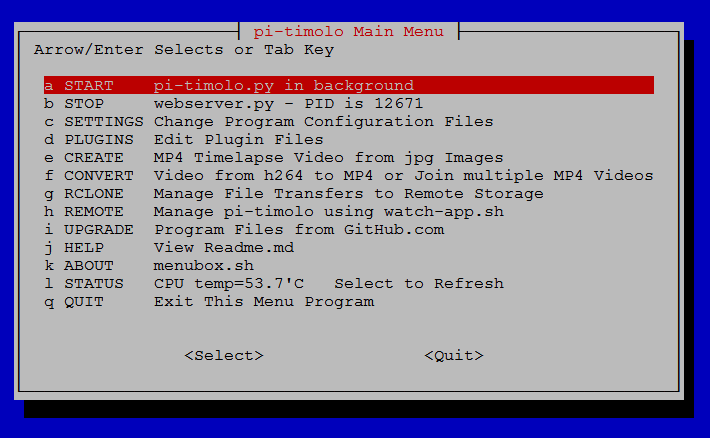 pi-timolo Main Menu
Arrow/Enter Selects or Tab Key
a START pi-timolo.py in background
b STOP webserver.py - PID is 12671
c SETTINGS Change Program Configuration Files
d PLUGINS Edit Plugin Files
e CREATE MP4 Timelapse Video from jpg Images
f CONVERT Video from h264 to MP4 or Join multiple MP4 Videos
g RCLONE Manage File Transfers to Remote Storage
h REMOTE Manage pi-timolo using watch-app.sh
i UPGRADE Program Files from GitHub.com
j HELP View Readme.md
k ABOUT menubox.sh
l STATUS CPU temp=53.7'C Select to Refresh
q QUIT Exit This Menu Program
<Select> <Quit>